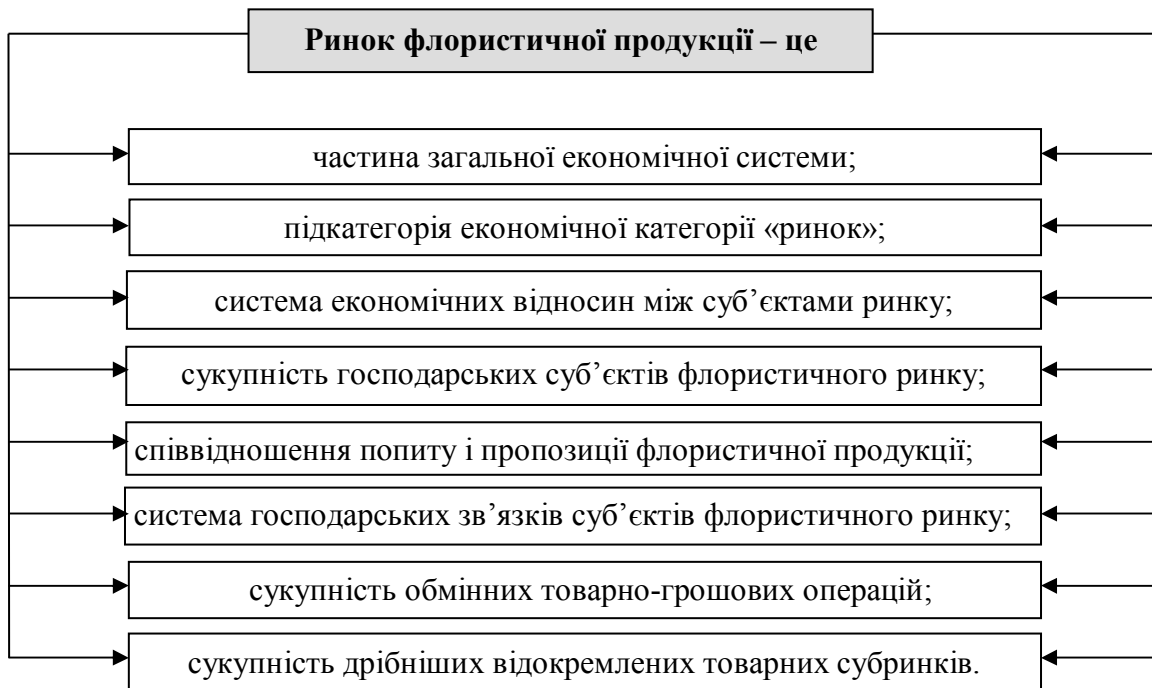 Ринок флористичної продукції – це
частина загальної економічної системи;
підкатегорія економічної категорії «ринок»;
система економічних відносин між суб’єктами ринку;
сукупність господарських суб’єктів флористичного ринку;
співвідношення попиту і пропозиції флористичної продукції;
система господарських зв’язків суб’єктів флористичного ринку;
сукупність обмінних товарно-грошових операцій;
сукупність дрібніших відокремлених товарних субринків.